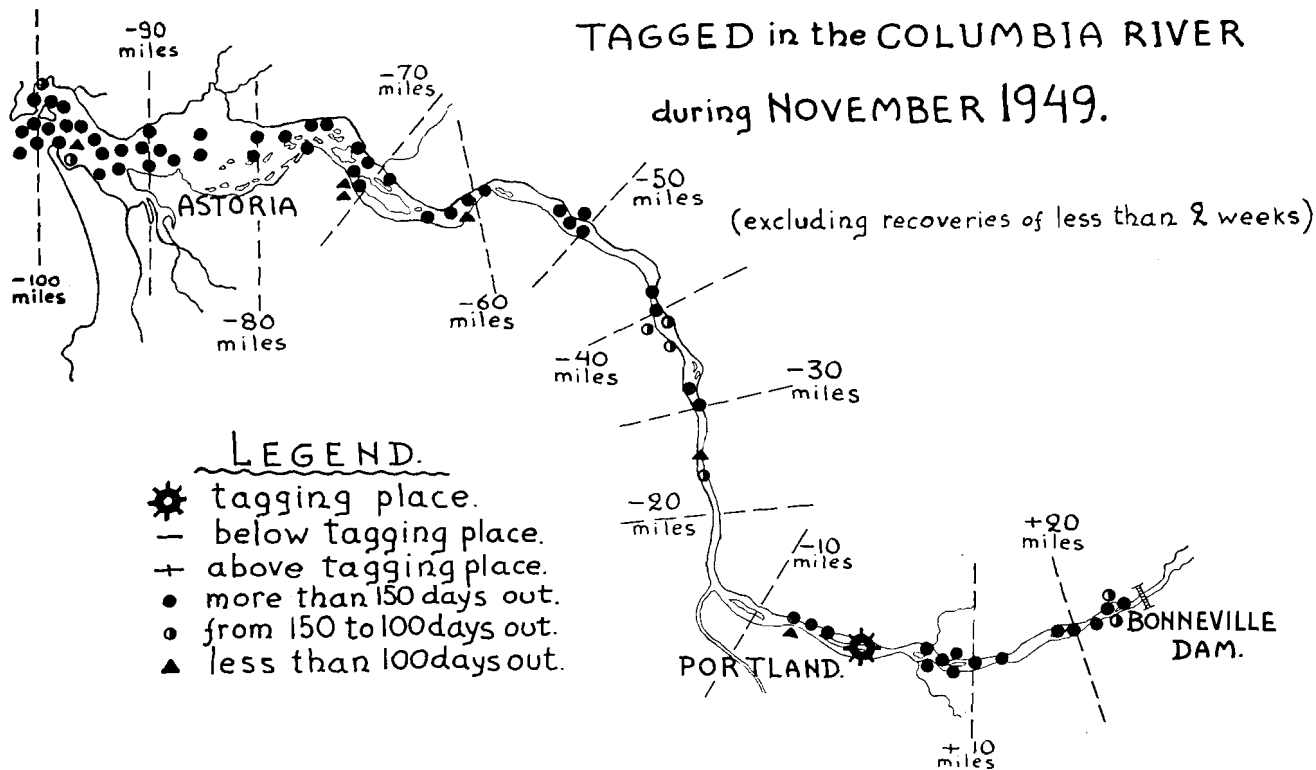 TAGGED in the COLUMBIA RIVER
during NOVEMBER 1949.
(excluding recoveries of less than 2 weeks)
-90
miles
-70
miles
-50
miles
ASTORIA
-100
miles
-80
miles
-60
miles
-40
miles
-30
miles
-20
miles
-10
miles
+20
miles
BONNEVILLE
DAM.
PORTLAND.
+10
miles
LEGEND.
tagging place.
— below tagging place.
+ above tagging place.
● more than 150 days out.
◑ from 150 to 100 days out.
▲ less than 100 days out.